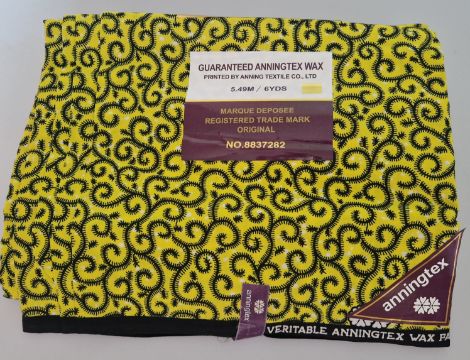 GUARANTEED ANNINGTEX WAX
PRINTED BY ANNING TEXTILE CO., LTD
5.49M / 6YDS
MARQUE DEPOSEE
REGISTERED TRADE MARK
ORIGINAL
NO.8837282
anningtex
anningtex
VERITABLE ANNINGTEX WAX